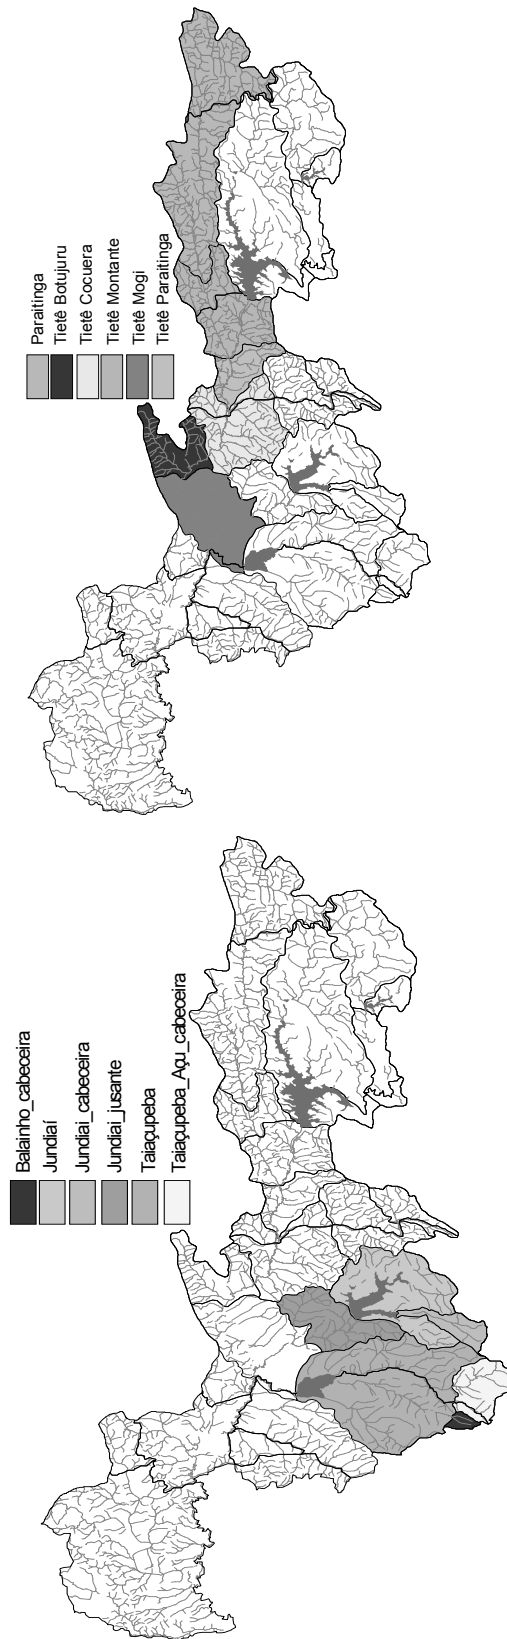 Paraitinga
Tietê Botujuru
Tietê Cocuera
Tietê Montante
Tietê Mogi
Tietê Paraitinga
Balainho_cabeceira
Jundiaí
Jundiai_cabeceira
Jundiai_jusante
Taiaçupeba
Taiaçupeba_Açu_cabeceira